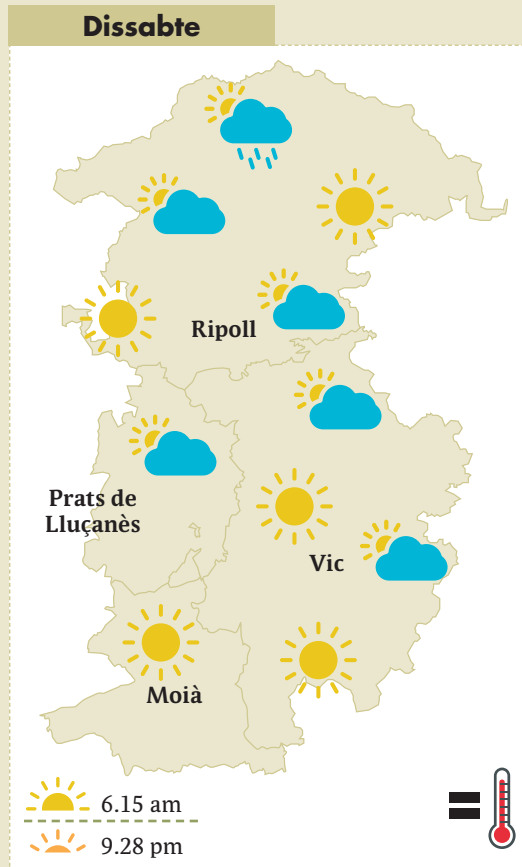 Dissabte
Ripoll
Prats de
Lluçanès
Vic
Moià
6.15 am
9.28 pm